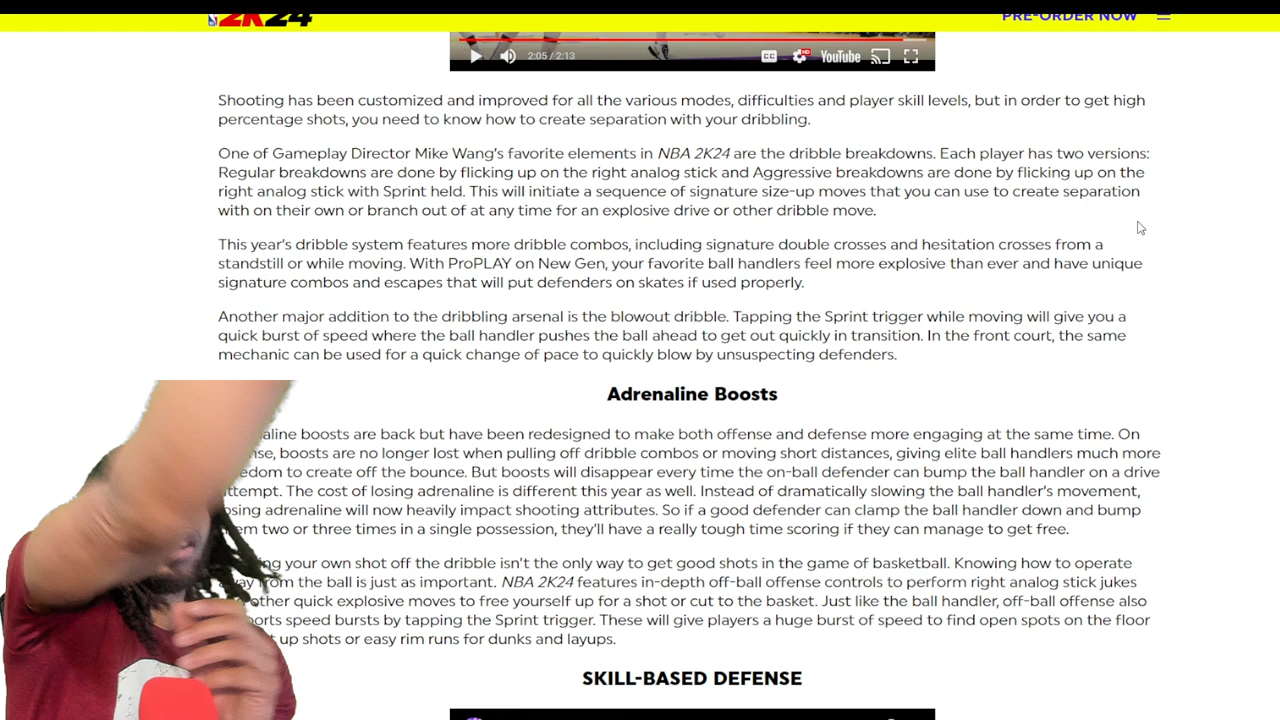 2K24
PRE-ORDER NOW
2:05 / 2:13
CC
HD
YouTube
Shooting has been customized and improved for all the various modes, difficulties and player skill levels, but in order to get high
percentage shots, you need to know how to create separation with your dribbling.
One of Gameplay Director Mike Wang's favorite elements in NBA 2K24 are the dribble breakdowns. Each player has two versions:
Regular breakdowns are done by flicking up on the right analog stick and Aggressive breakdowns are done by flicking up on the
right analog stick with Sprint held. This will initiate a sequence of signature size-up moves that you can use to create separation
with on their own or branch out of at any time for an explosive drive or other dribble move.
This year's dribble system features more dribble combos, including signature double crosses and hesitation crosses from a
standstill or while moving. With ProPLAY on New Gen, your favorite ball handlers feel more explosive than ever and have unique
signature combos and escapes that will put defenders on skates if used properly.
Another major addition to the dribbling arsenal is the blowout dribble. Tapping the Sprint trigger while moving will give you a
quick burst of speed where the ball handler pushes the ball ahead to get out quickly in transition. In the front court, the same
mechanic can be used for a quick change of pace to quickly blow by unsuspecting defenders.
Adrenaline Boosts
boosts are back but have been redesigned to make both offense and defense more engaging at the same time. On
boosts are no longer lost when pulling off dribble combos or moving short distances, giving elite ball handlers much more
to create off the bounce. But boosts will disappear every time the on-ball defender can bump the ball handler on a drive
attempt. The cost of losing adrenaline is different this year as well. Instead of dramatically slowing the ball handler's movement,
losing adrenaline will now heavily impact shooting attributes. So if a good defender can clamp the ball handler down and bump
them two or three times in a single possession, they'll have a really tough time scoring if they can manage to get free.
your own shot off the dribble isn't the only way to get good shots in the game of basketball. Knowing how to operate
away from the ball is just as important. NBA 2K24 features in-depth off-ball offense controls to perform right analog stick jukes
other quick explosive moves to free yourself up for a shot or cut to the basket. Just like the ball handler, off-ball offense also
speed bursts by tapping the Sprint trigger. These will give players a huge burst of speed to find open spots on the floor
up shots or easy rim runs for dunks and layups.
SKILL-BASED DEFENSE